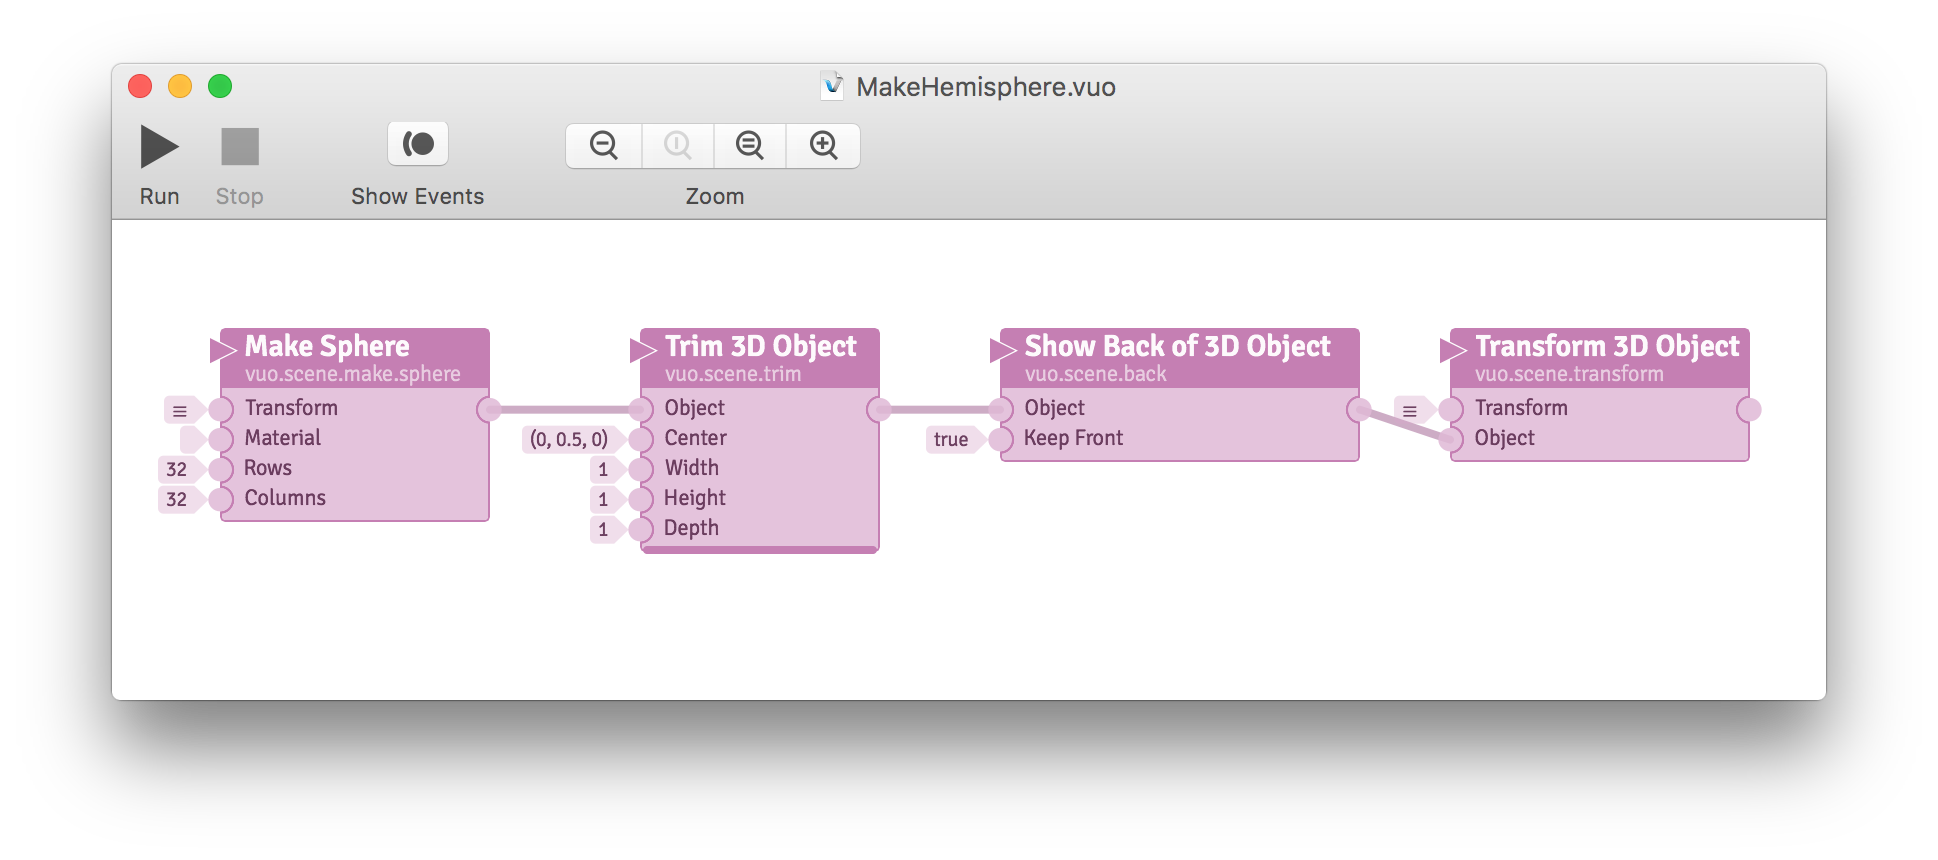 MakeHemisphere.vuo
Run
Stop
Show Events
Zoom
Make Sphere
vuo.scene.make.sphere
Transform
Material
32 Rows
32 Columns
Trim 3D Object
vuo.scene.trim
Object
(0, 0.5, 0) Center
1 Width
1 Height
1 Depth
Show Back of 3D Object
vuo.scene.back
Object
true Keep Front
Transform 3D Object
vuo.scene.transform
Transform
Object